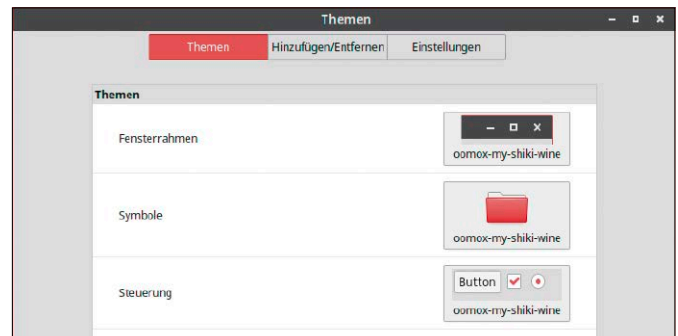 Themen
Themen Hinzufügen/Entfernen Einstellungen
Themen
Fensterrahmen
oomox-my-shiki-wine
Symbole
oomox-my-shiki-wine
Button
Steuerung
oomox-my-shiki-wine